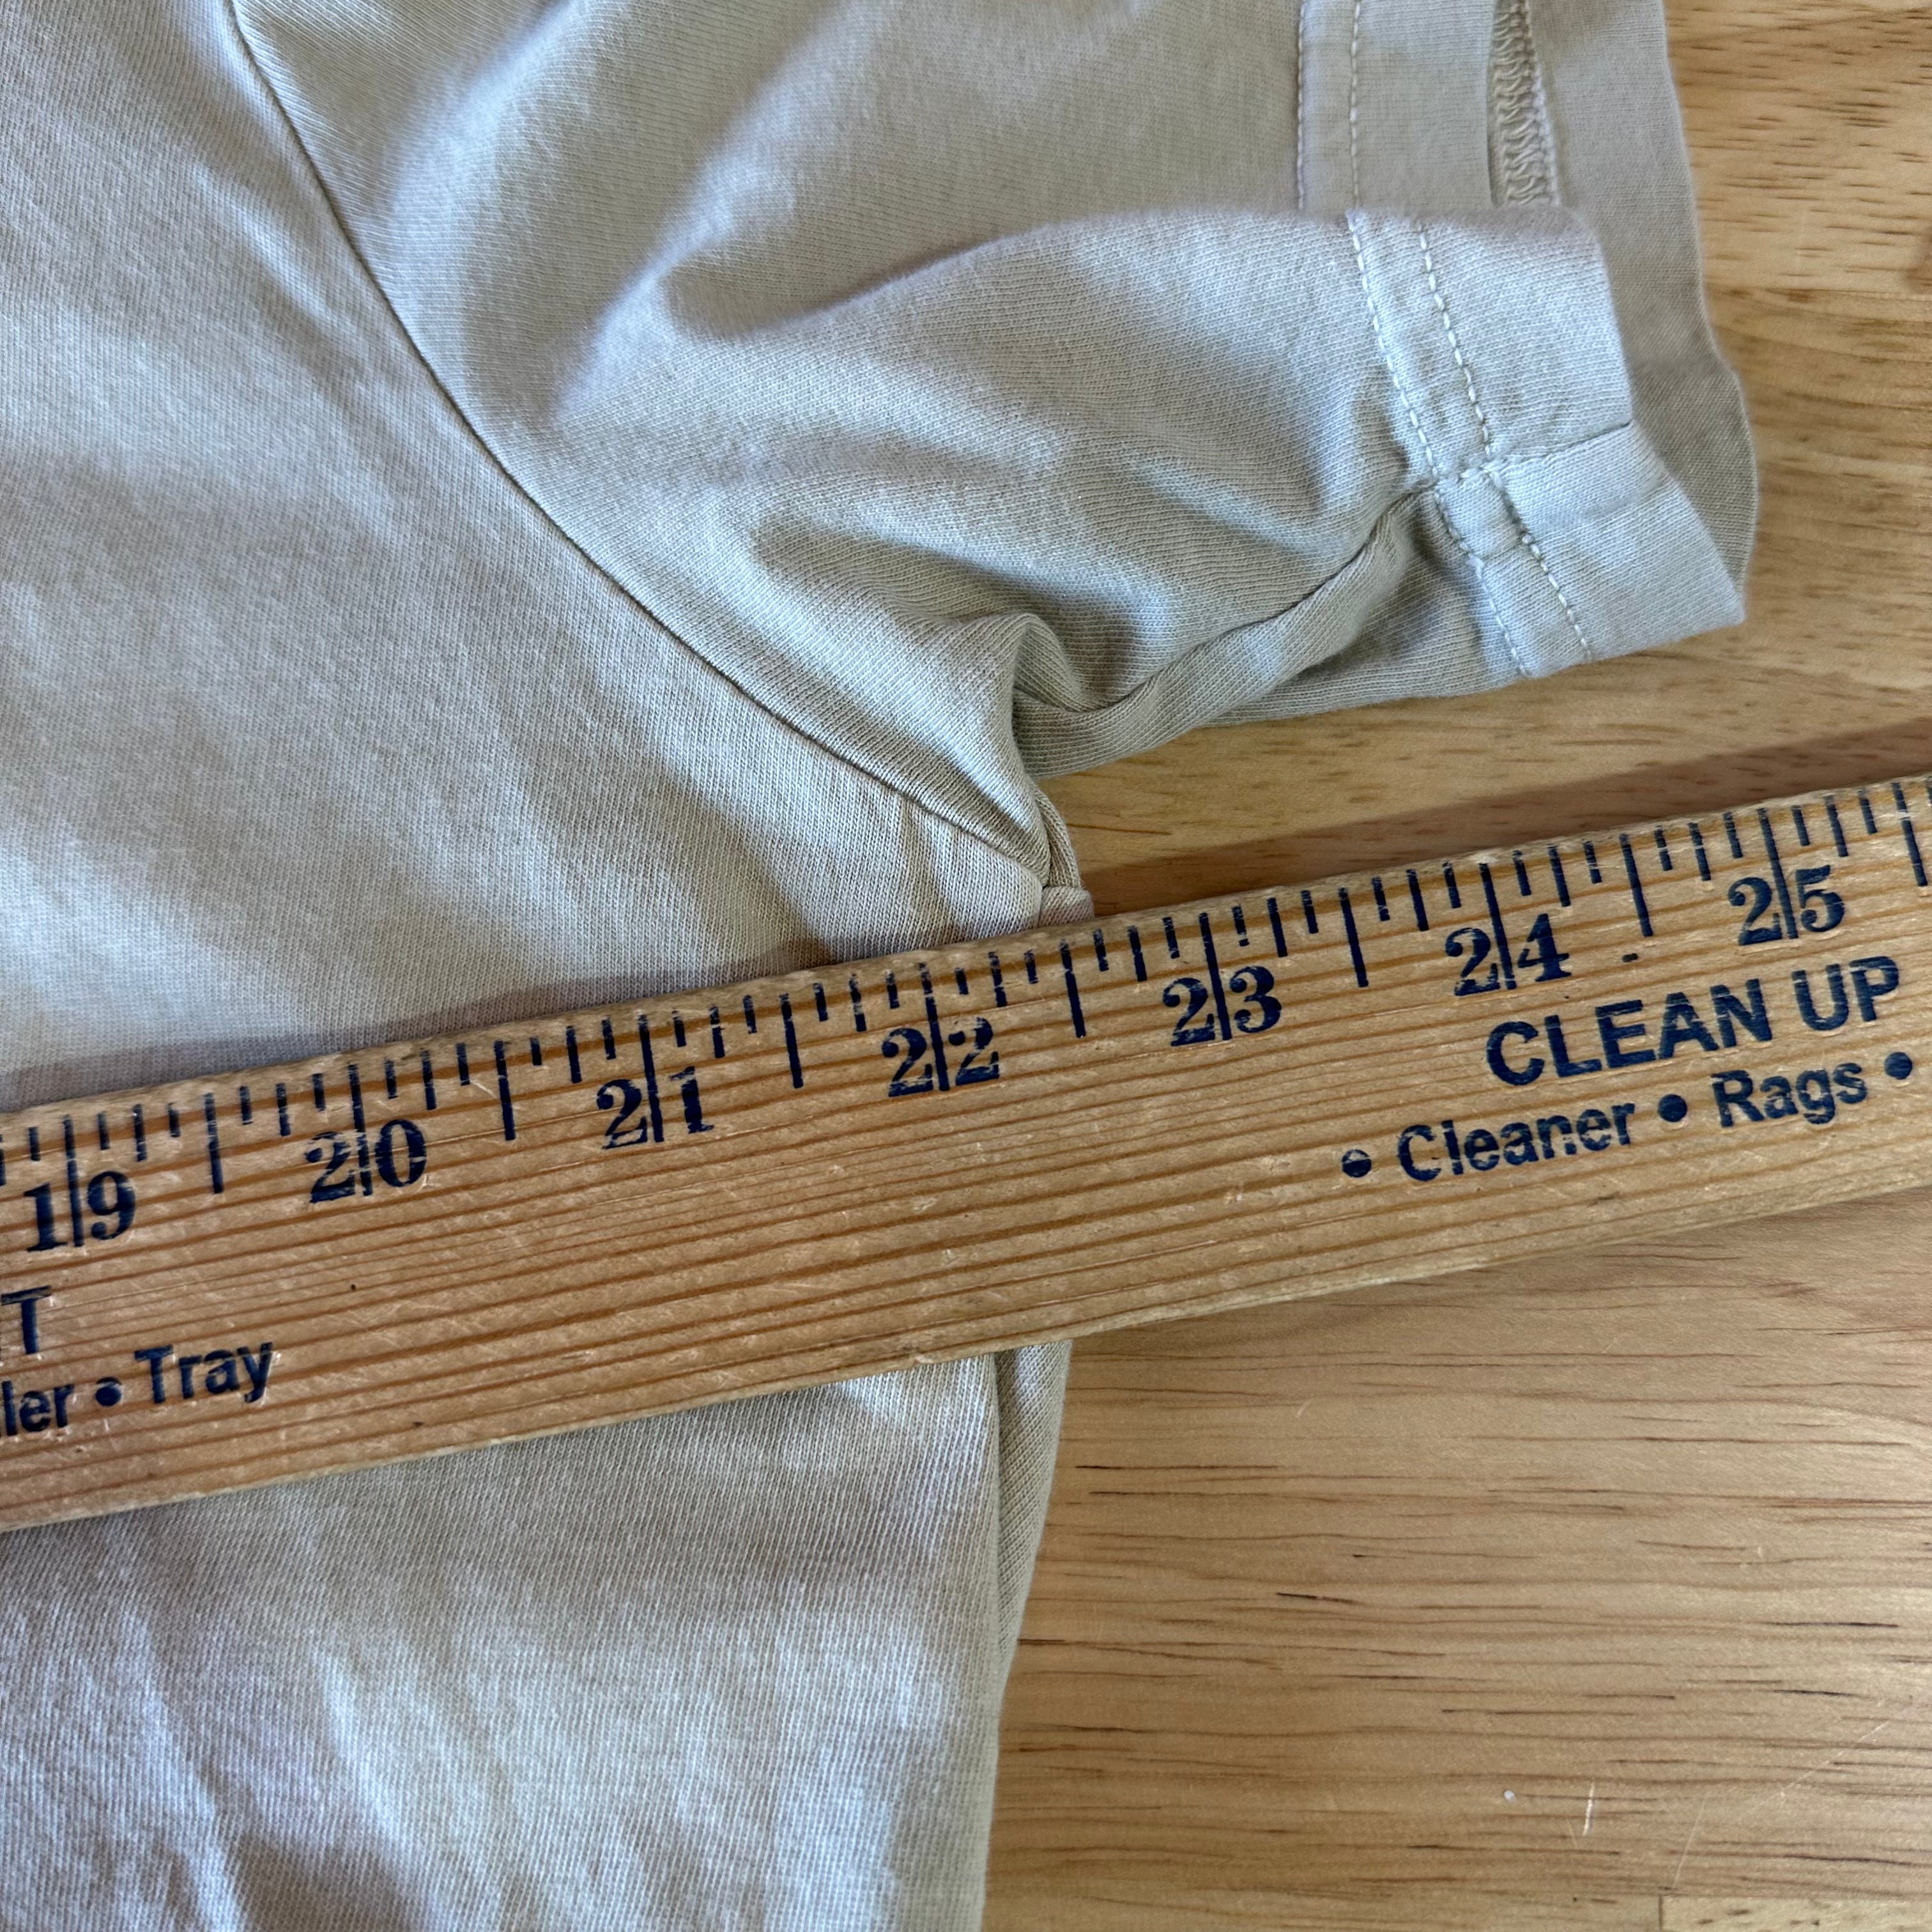 19 20 21 22 23 24 25
CLEAN UP
• Cleaner • Rags •
T
ler • Tray